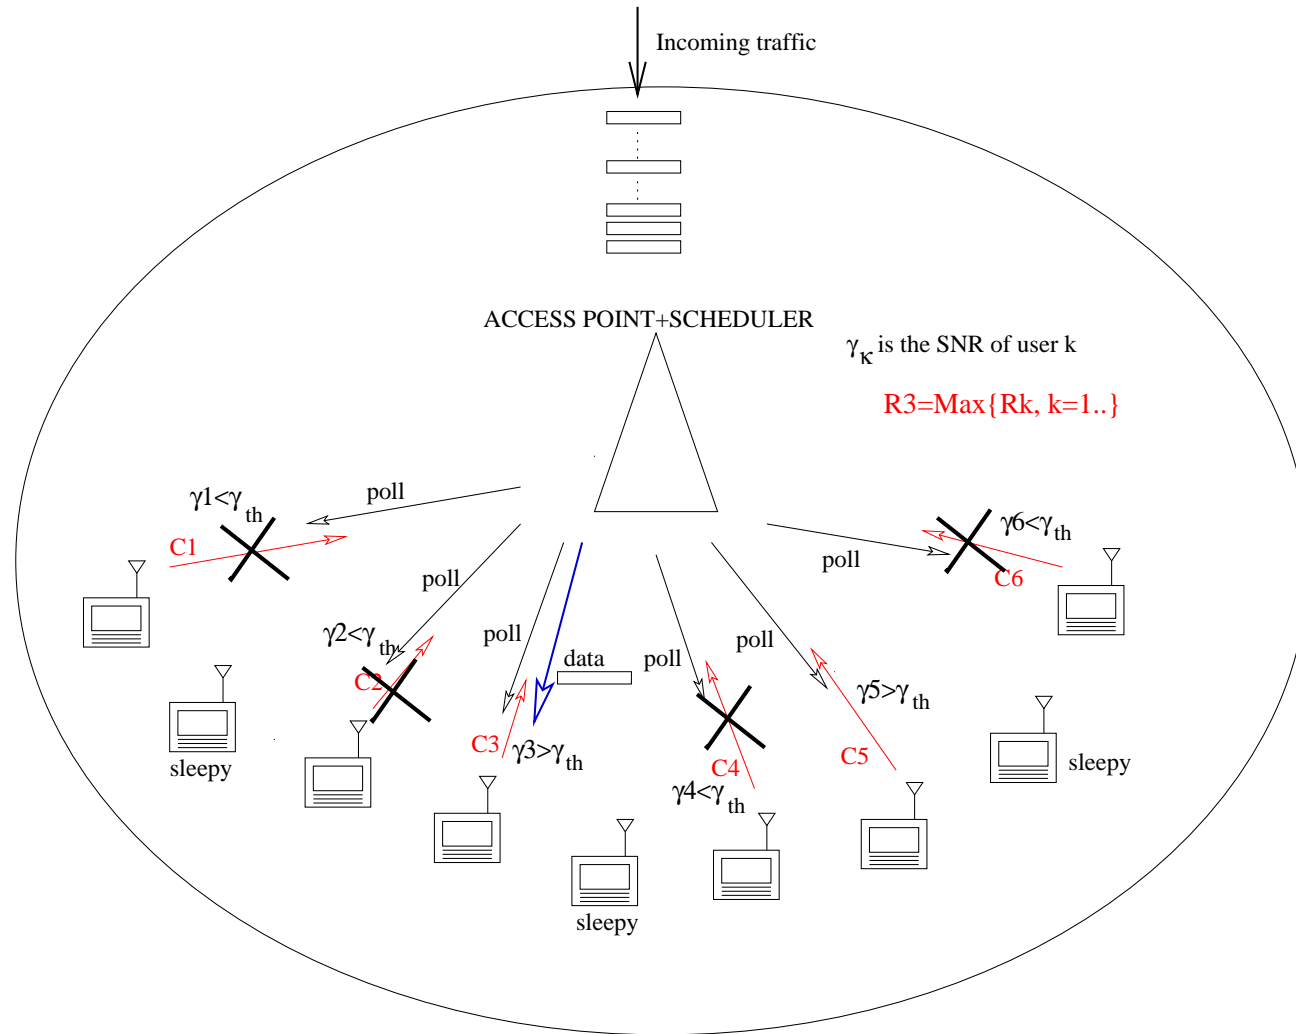 Incoming traffic
ACCESS POINT+SCHEDULER
γκ is the SNR of user k
R3=Max{Rk, k=1..}
γ1<γth
poll
C1
γ6<γth
poll
C6
poll
γ2<γth
C2
poll
data
poll
poll
γ5>γth
C3
γ3>γth
C4
C5
γ4<γth
sleepy
sleepy
sleepy